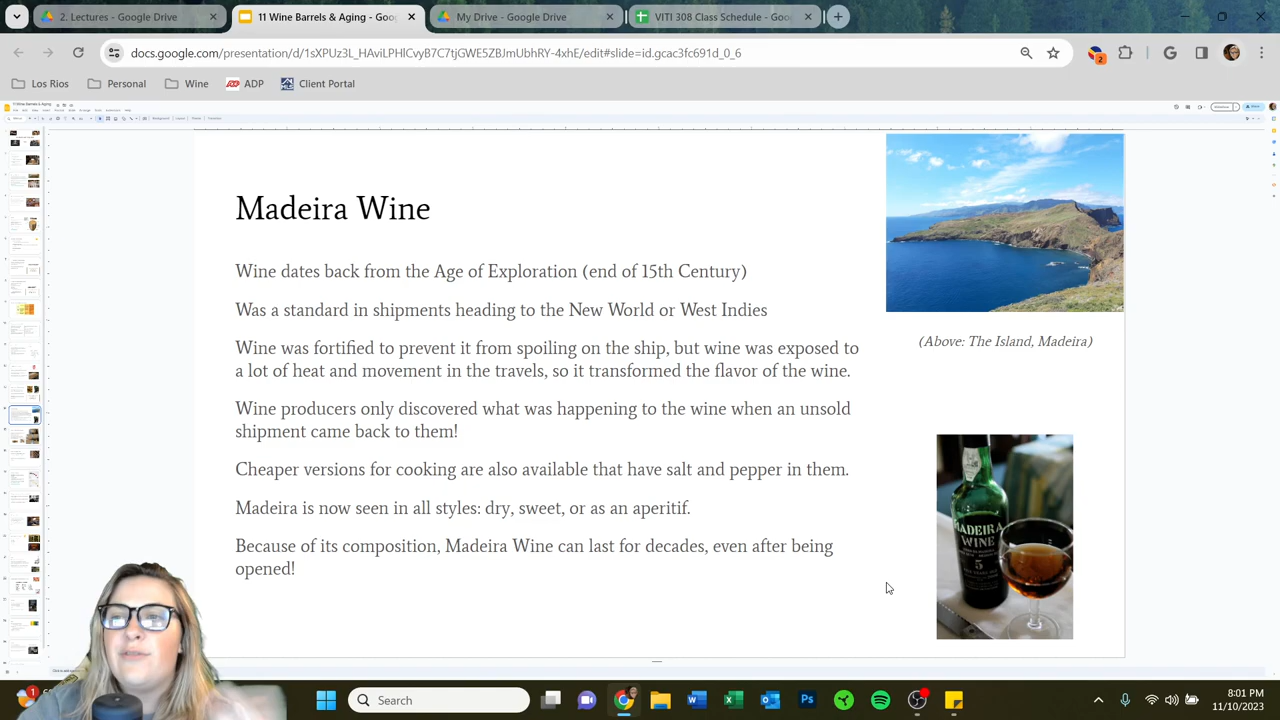 2. Lectures - Google Drive
11 Wine Barrels & Aging - Goo
My Drive - Google Drive
VITI 308 Class Schedule - Goo
docs.google.com/presentation/d/1sXPUz3L_HAviLPHlCvyB7C7tjGWE5ZBJmUbhRY-4xhE/edit#slide=id.gcac3fc691d_0_6
2
Los Rios
Personal
Wine
ADP
Client Portal
11 Wine Barrels & Aging
Madeira Wine
Wine dates back from the Age of Exploration (end of 15th Century)
Was a standard in shipments heading to the New World or West Indies
Wine was fortified to prevent it from spoiling on the ship, but wine was exposed to
a lot of heat and movement in the travels, so it transformed the flavor of the wine.
Wine producers only discovered what was happening to the wine when an unsold
shipment came back to them.
Cheaper versions for cooking are also available that have salt and pepper in them.
Madeira is now seen in all styles: dry, sweet, or as an aperitif.
Because of its composition, Madeira Wine can last for decades, even after being
opened!
(Above: The Island, Madeira)
MADEIRA
WINE
5
1
Search
8:01 PM
11/10/2023